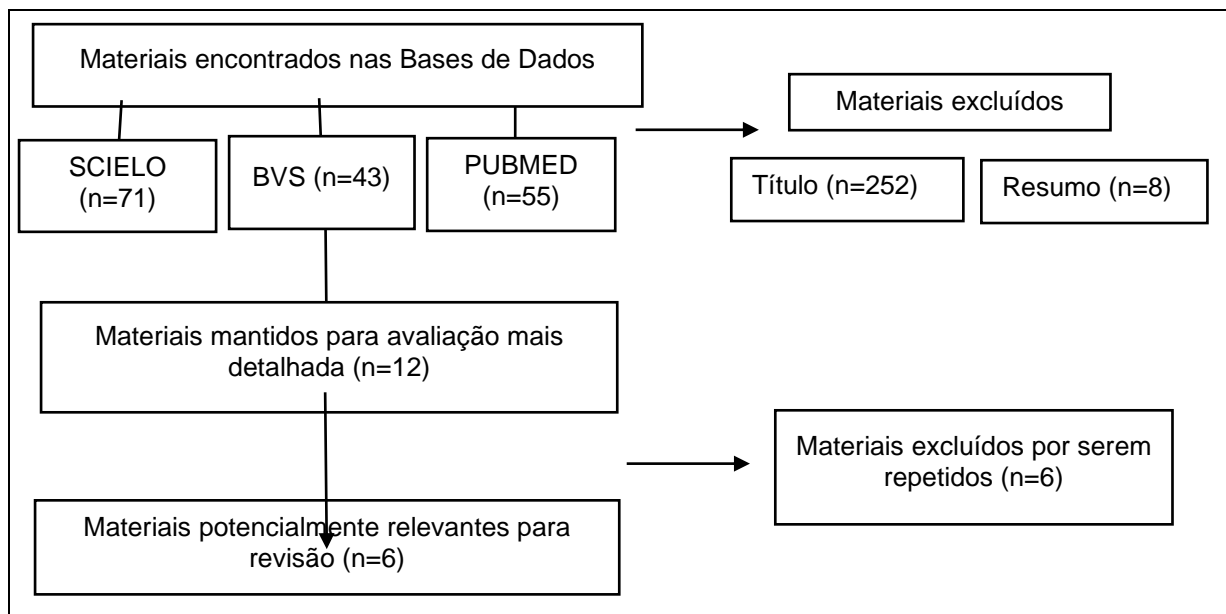 Materiais encontrados nas Bases de Dados
Materiais excluídos
SCIELO
(n=71)
BVS (n=43)
PUBMED
(n=55)
Título (n=252)
Resumo (n=8)
Materiais mantidos para avaliação mais
detalhada (n=12)
Materiais excluídos por serem
repetidos (n=6)
Materiais potencialmente relevantes para
revisão (n=6)